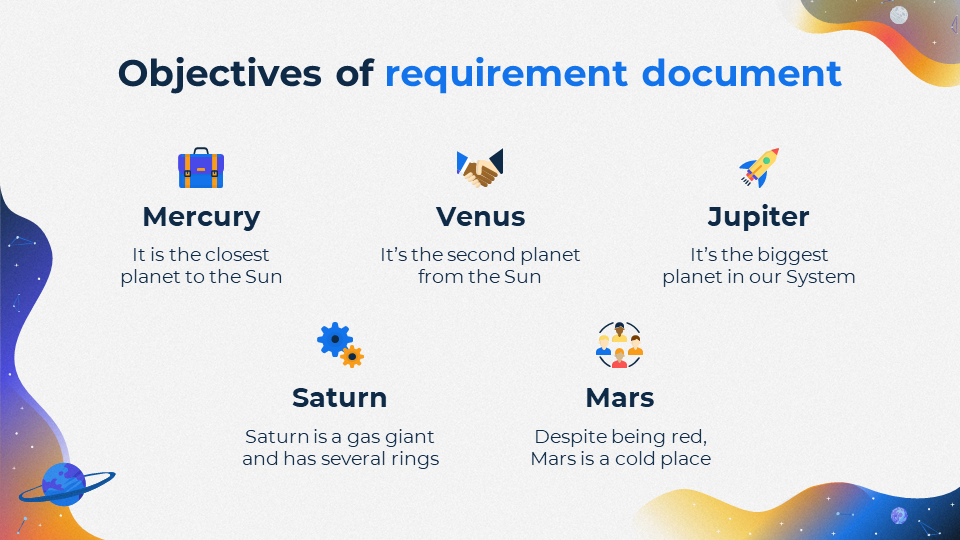 Objectives of requirement document
Mercury
It is the closest
planet to the Sun
Venus
It’s the second planet
from the Sun
Jupiter
It’s the biggest
planet in our System
Saturn
Saturn is a gas giant
and has several rings
Mars
Despite being red,
Mars is a cold place